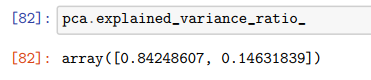 [82]: pca.explained_variance_ratio_
[82]: array([0.84248607, 0.14631839])